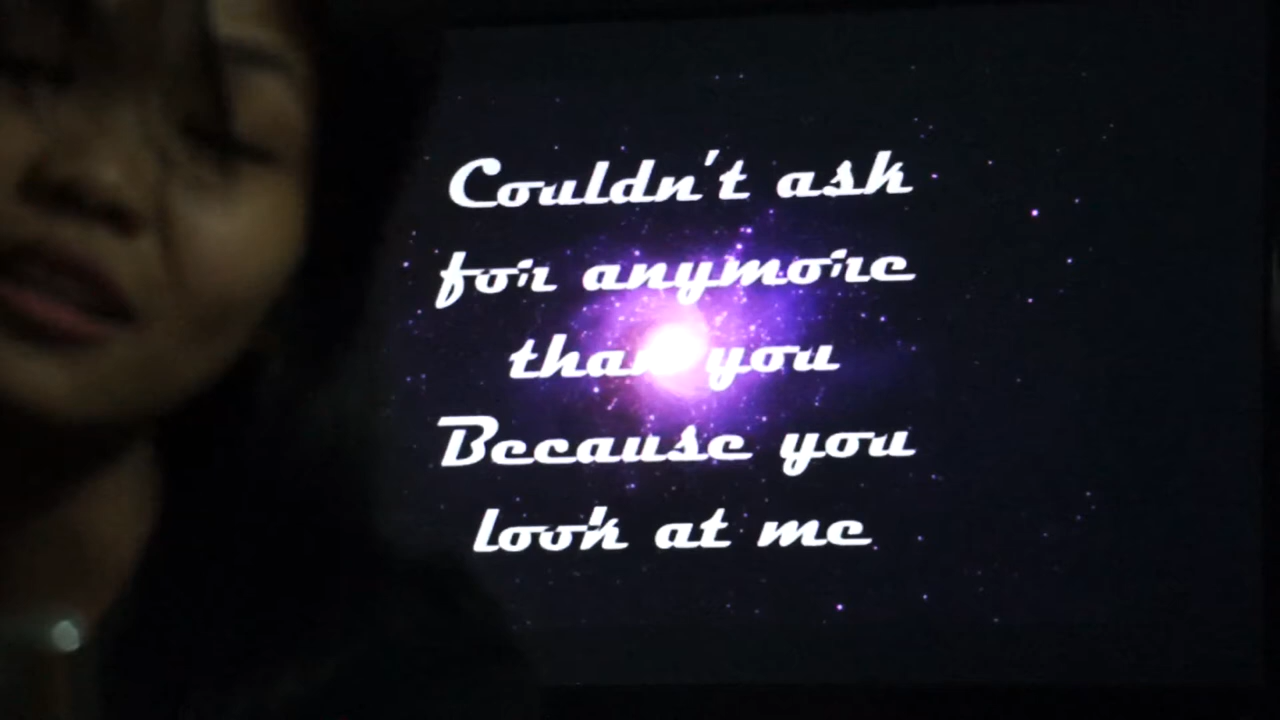 Couldn't ask
for anymore
than you
Because you
look at me